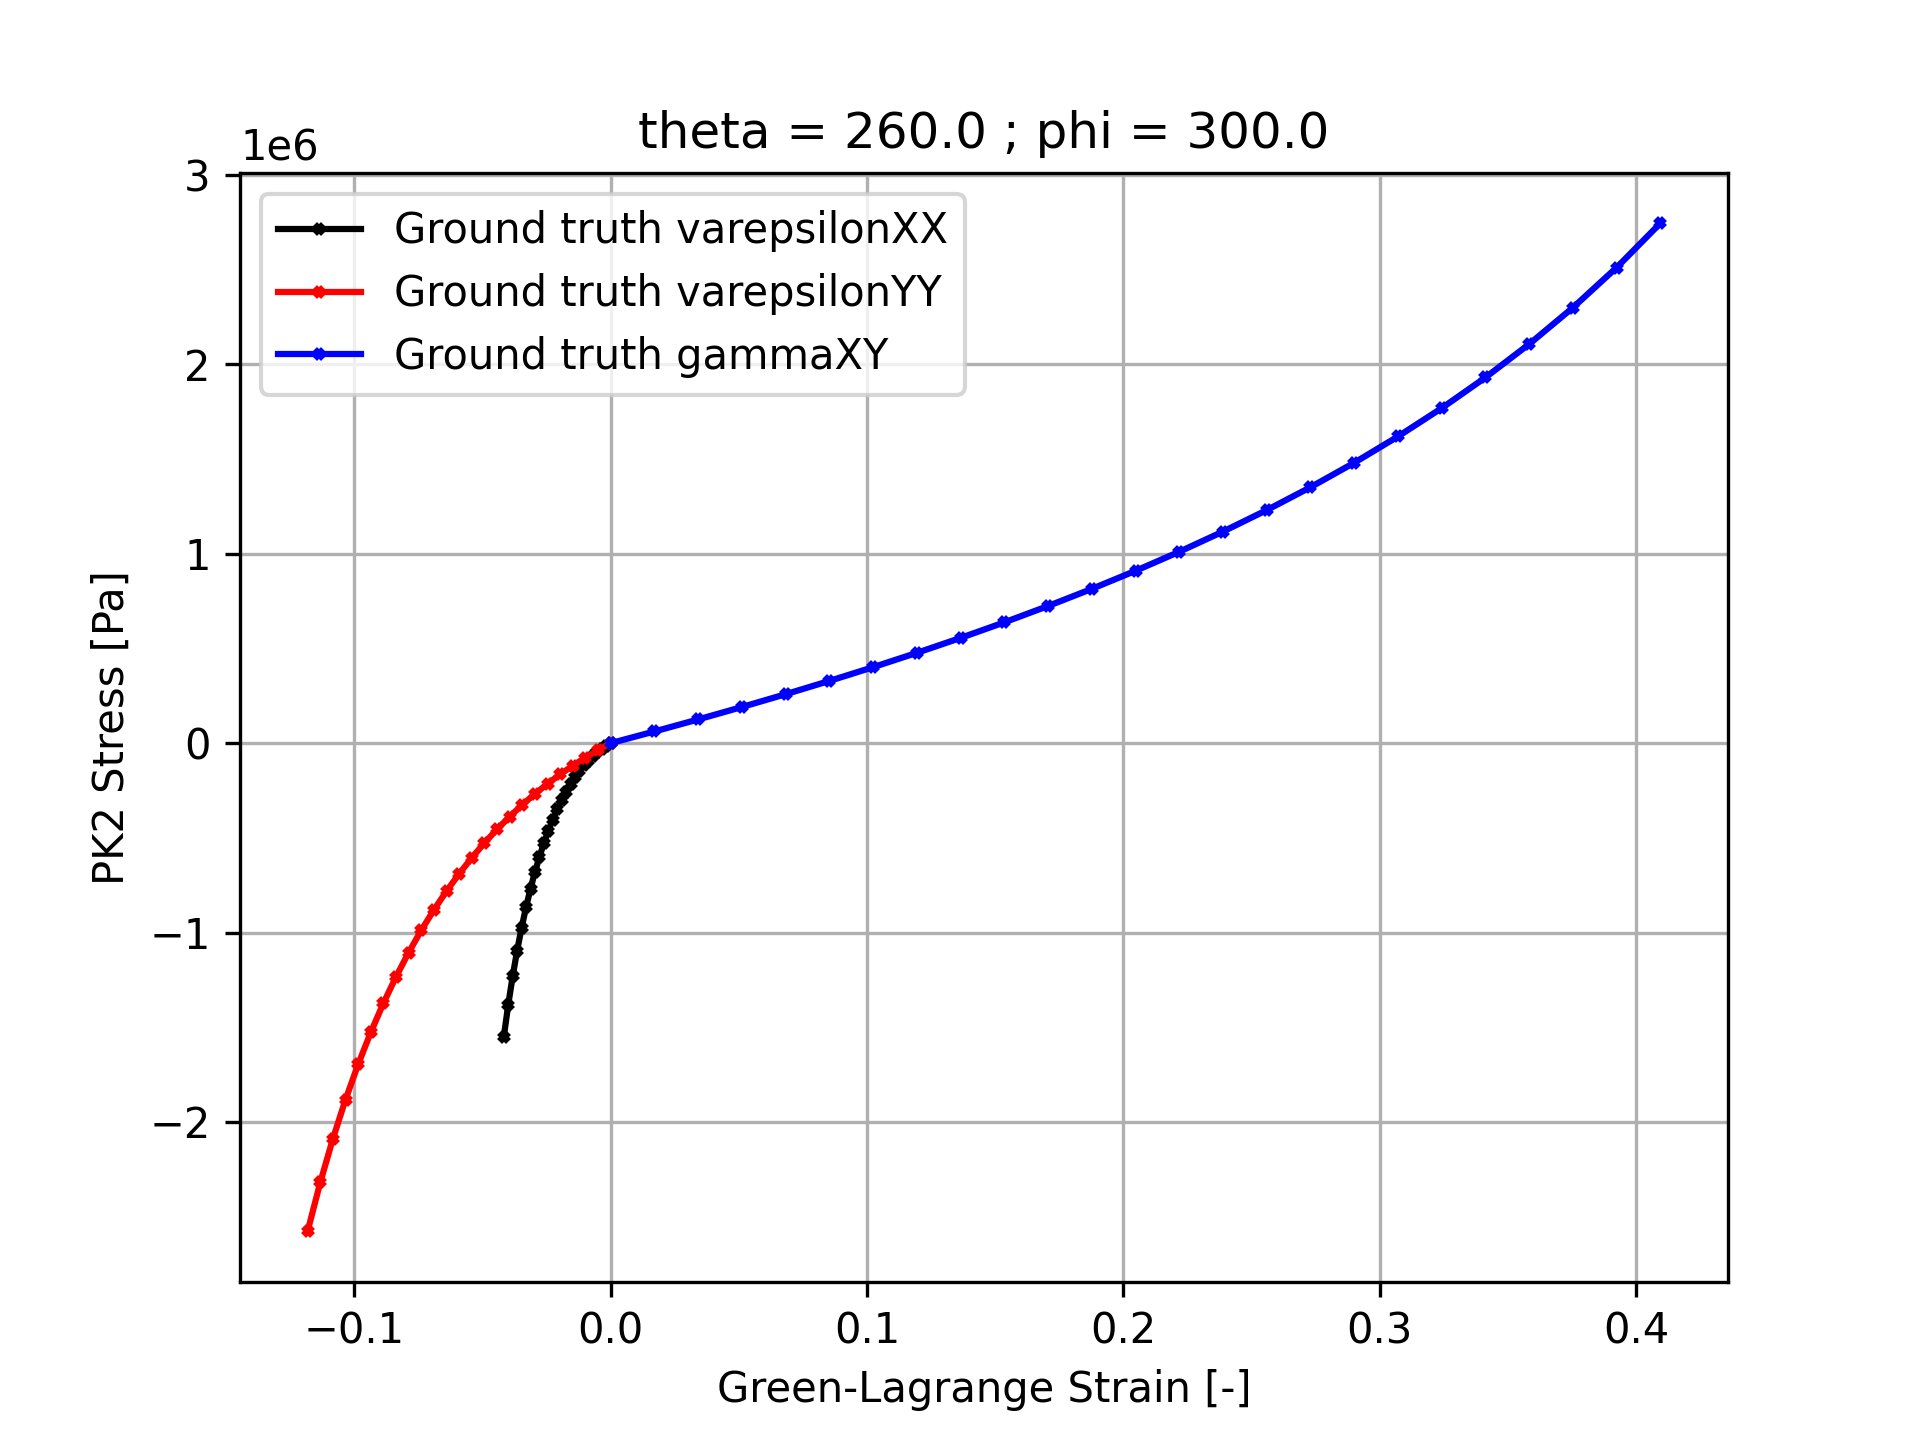 theta = 260.0 ; phi = 300.0
1e6
3
2
1
0
−1
−2
PK2 Stress [Pa]
Ground truth varepsilonXX
Ground truth varepsilonYY
Ground truth gammaXY
−0.1 0.0 0.1 0.2 0.3 0.4
Green-Lagrange Strain [-]